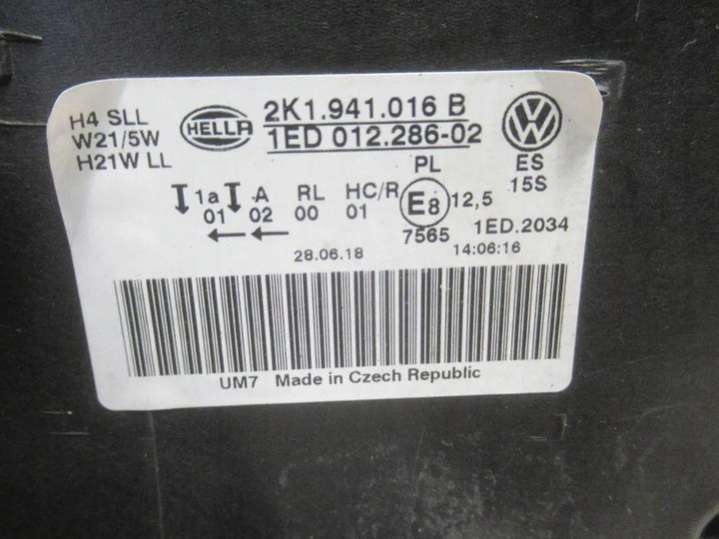 H4 SLL
W21/5W
H21W LL
HELLA
2K1.941.016 B
1ED 012.286-02
VW
PL
ES
15S
1a A RL HC/R E8 12,5
01 02 00 01
7565
1ED.2034
28.06.18
14:06:16
UM7 Made in Czech Republic